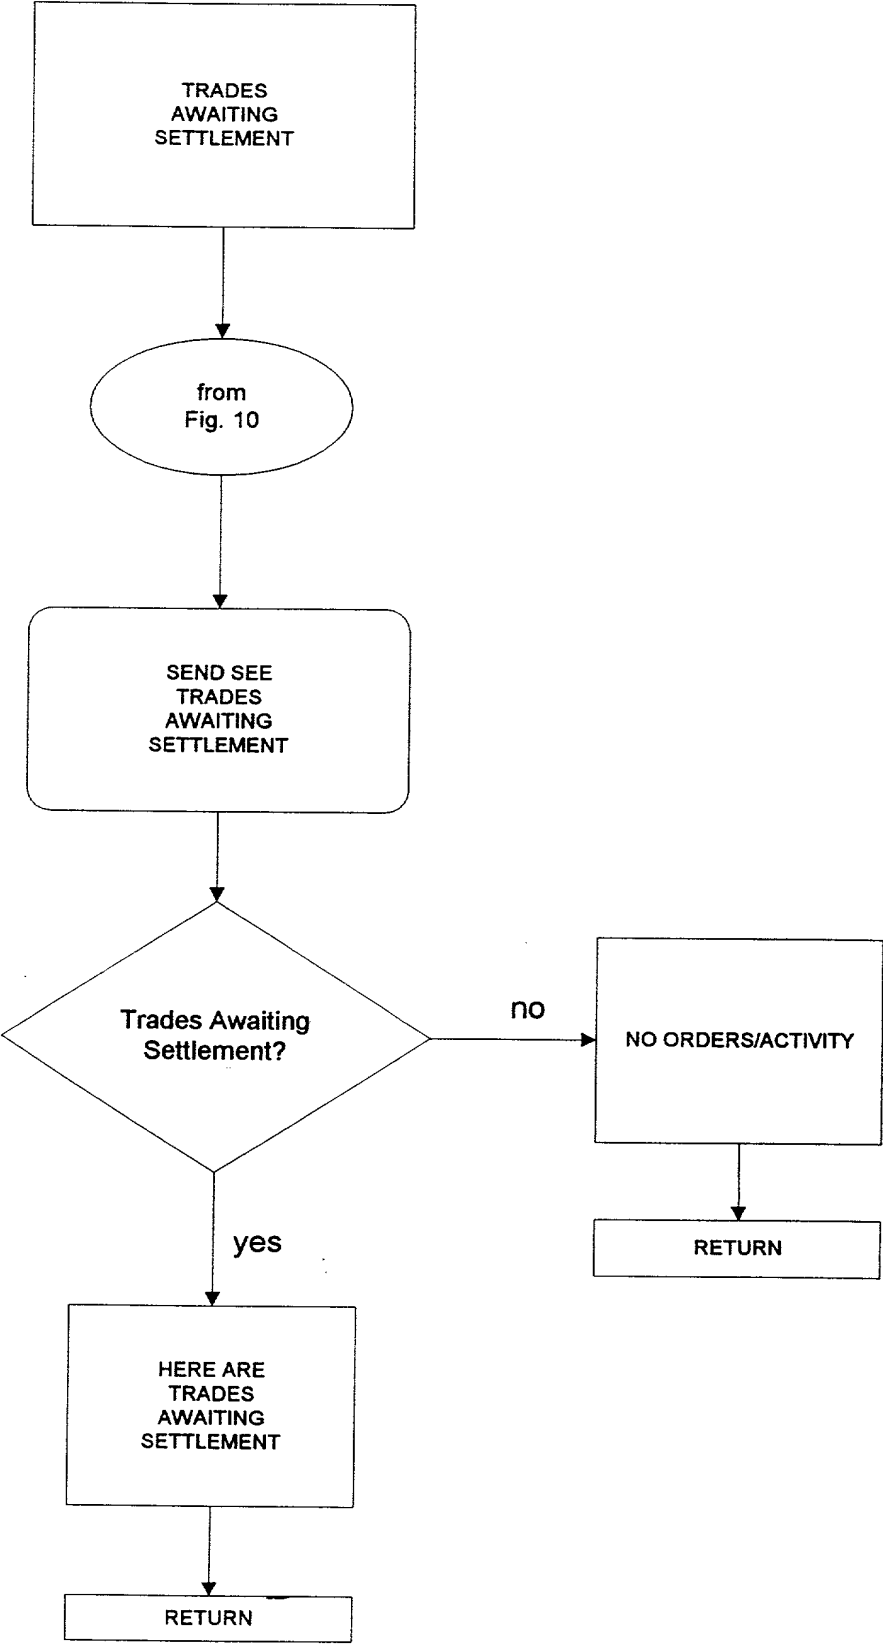 TRADES
AWAITING
SETTLEMENT
from
Fig. 10
SEND SEE
TRADES
AWAITING
SETTLEMENT
Trades Awaiting
Settlement?
no
NO ORDERS/ACTIVITY
RETURN
yes
HERE ARE
TRADES
AWAITING
SETTLEMENT
RETURN